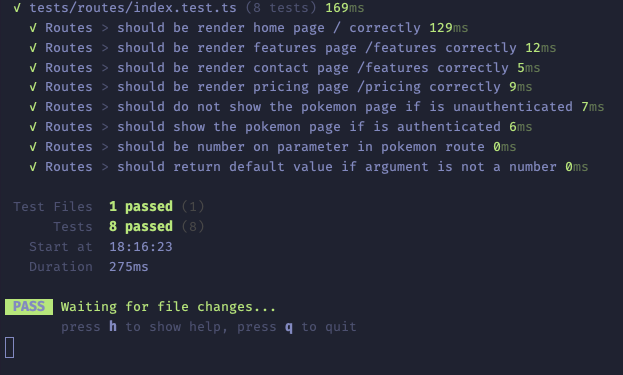 √ tests/routes/index.test.ts (8 tests) 169ms
√ Routes > should be render home page / correctly 129ms
√ Routes > should be render features page /features correctly 12ms
√ Routes > should be render contact page /features correctly 5ms
√ Routes > should be render pricing page /pricing correctly 9ms
√ Routes > should do not show the pokemon page if is unauthenticated 7ms
√ Routes > should show the pokemon page if is authenticated 6ms
√ Routes > should be number on parameter in pokemon route 0ms
√ Routes > should return default value if argument is not a number 0ms
Test Files 1 passed (1)
Tests 8 passed (8)
Start at 18:16:23
Duration 275ms
PASS Waiting for file changes...
press h to show help, press q to quit